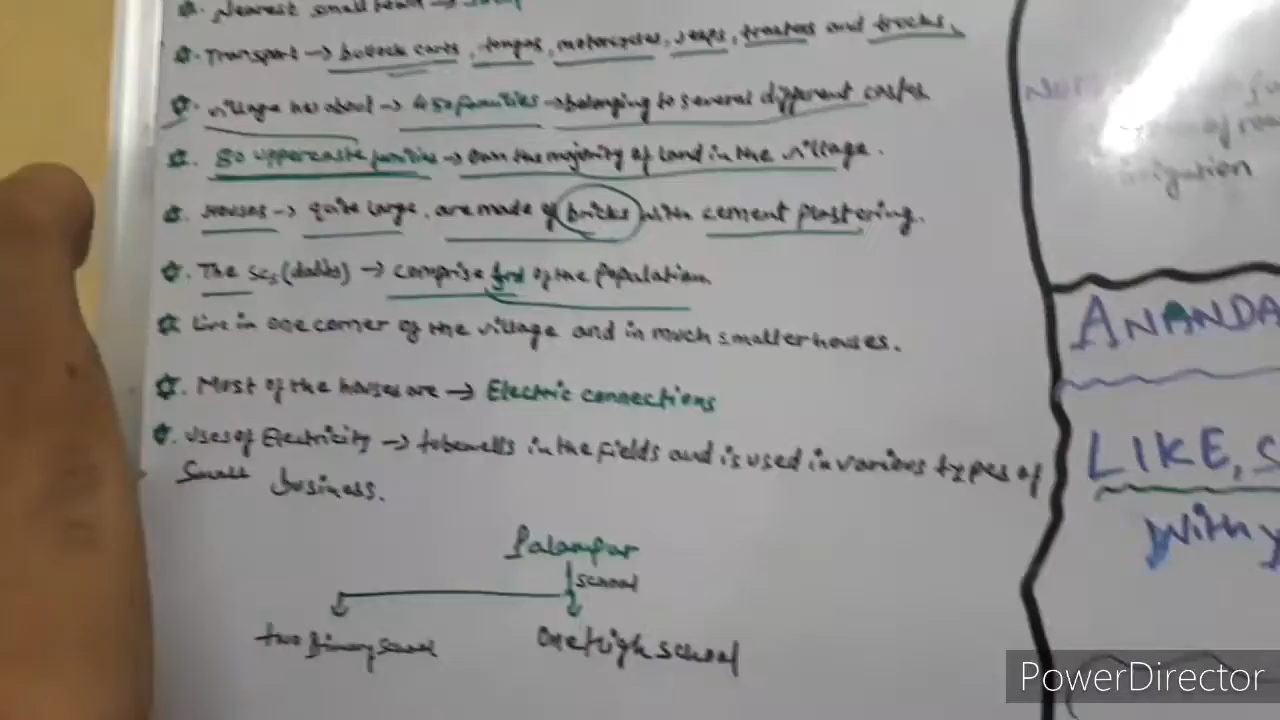 Nearest small
Transport → bullock carts, tongas, motorcycles, jeeps, tractors and trucks.
village has about → 450 families → belonging to several different castes
80 uppercaste families → own the majority of land in the village.
Houses → quite large, are made of bricks with cement plastering.
The SCs (dalits) → comprise of the population
Live in one corner of the village and in much smaller houses.
Most of the houses are → Electric connections
Uses of Electricity → tubewells in the fields and is used in various types of
small business.
Palampur
school
two primary school
One high school
ANANDA
LIKE, S
With y
PowerDirector